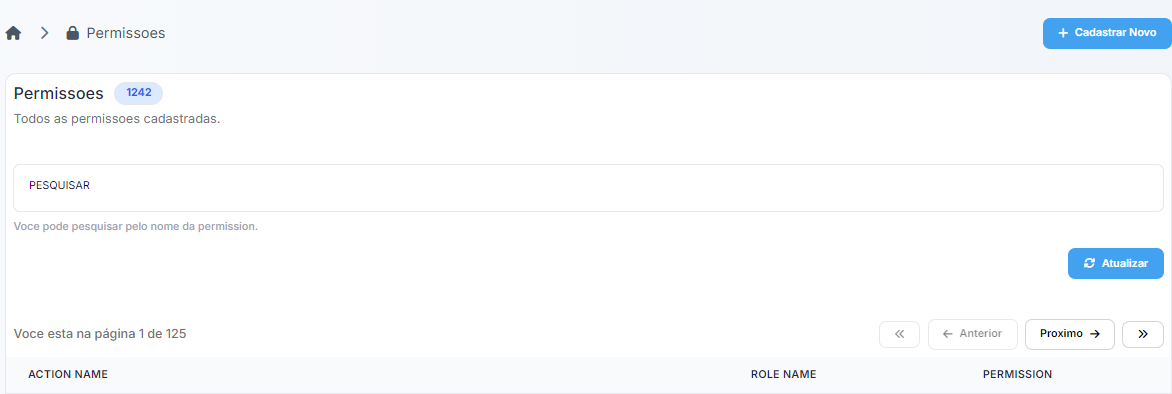 Permissoes
Cadastrar Novo
Permissoes 1242
Todos as permissoes cadastradas.
PESQUISAR
Voce pode pesquisar pelo nome da permission.
Atualizar
Voce esta na página 1 de 125
Anterior Proximo
ACTION NAME ROLE NAME PERMISSION